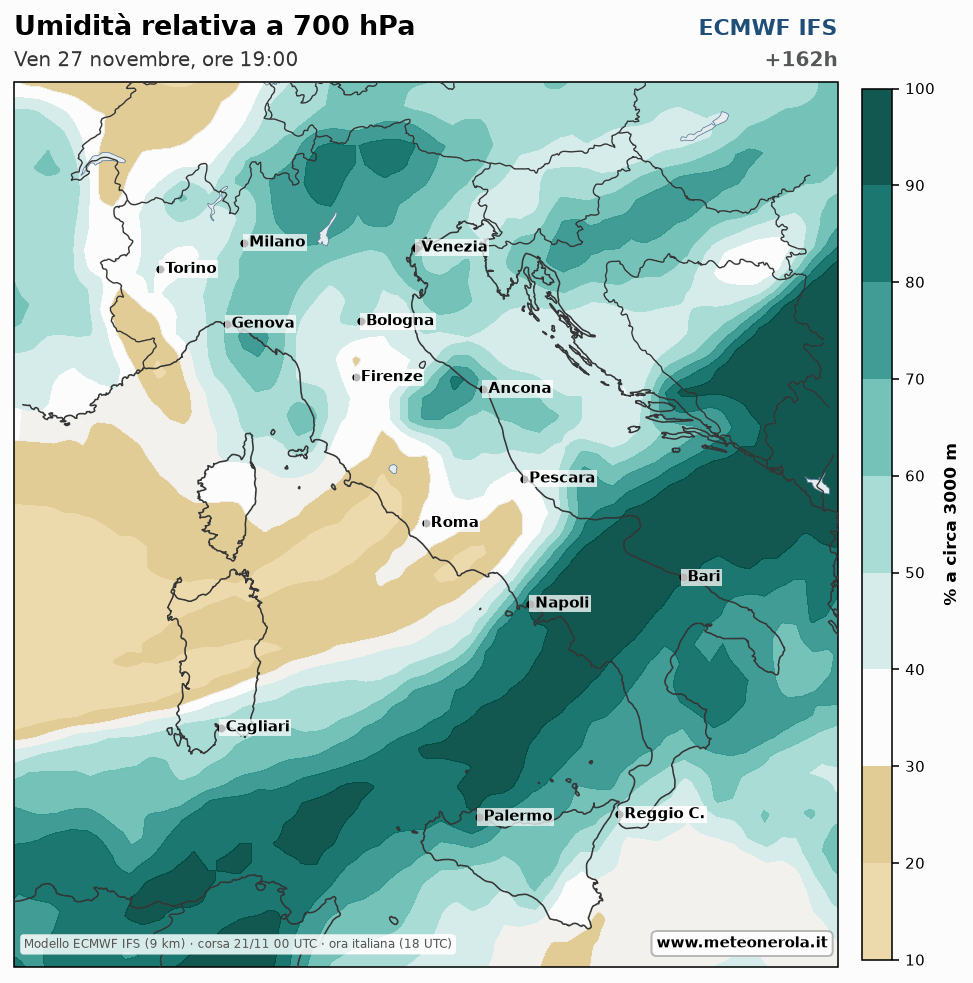 Umidità relativa a 700 hPa
ECMWF IFS
Ven 27 novembre, ore 19:00
+162h
Milano
Venezia
Torino
Genova
Bologna
Firenze
Ancona
Pescara
Roma
Bari
Napoli
Cagliari
Palermo
Reggio C.
100
90
80
70
60
50
40
30
20
10
% a circa 3000 m
Modello ECMWF IFS (9 km) · corsa 21/11 00 UTC · ora italiana (18 UTC)
www.meteonerola.it